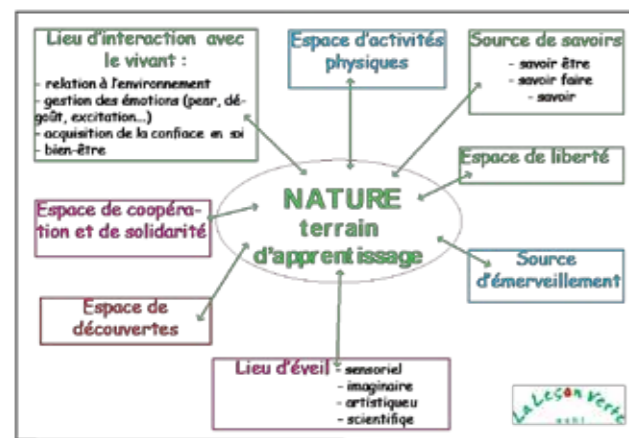 Lieu d'interaction avec
le vivant :
- relation à l'environnement
- gestion des émotions (pear, dé-
goût, excitation...)
- acquisition de la confiace en soi
- bien-être
Espace d'activités
physiques
Source de savoirs
- savoir être
- savoir faire
- savoir
Espace de liberté
NATURE
terrain
d'apprentissage
Espace de coopéra-
tion et de solidarité
Source
d'émerveillement
Espace de
découvertes
Lieu d'éveil - sensoriel
- imaginaire
- artistiqueu
- scientifiqe
La Leçon Verte